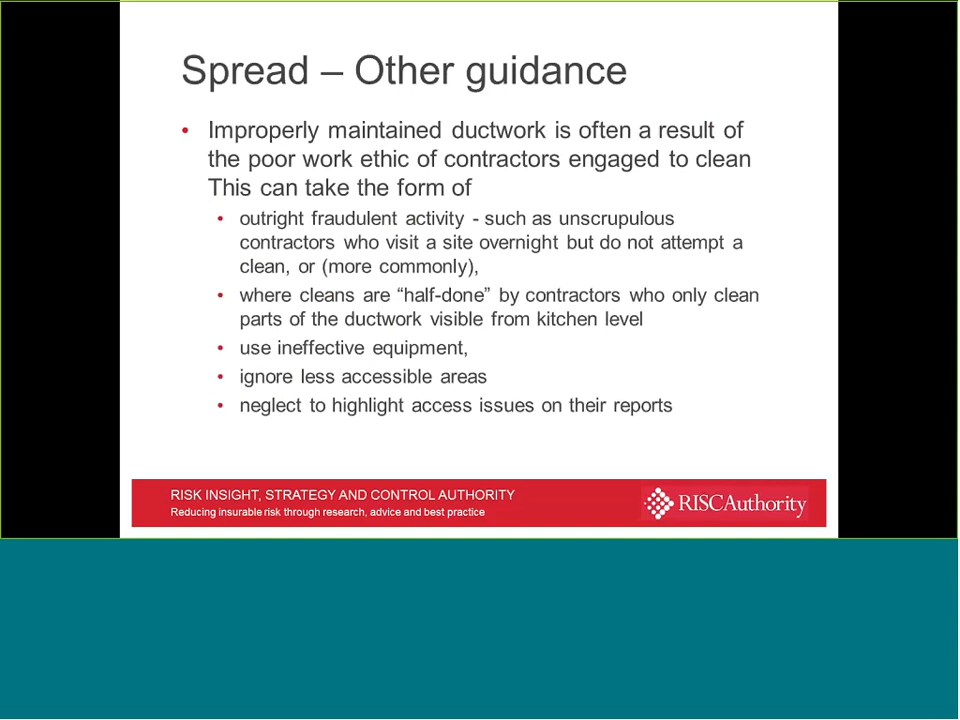 Spread – Other guidance
• Improperly maintained ductwork is often a result of
the poor work ethic of contractors engaged to clean
This can take the form of
• outright fraudulent activity - such as unscrupulous
contractors who visit a site overnight but do not attempt a
clean, or (more commonly),
• where cleans are “half-done” by contractors who only clean
parts of the ductwork visible from kitchen level
• use ineffective equipment,
• ignore less accessible areas
• neglect to highlight access issues on their reports
RISK INSIGHT, STRATEGY AND CONTROL AUTHORITY
Reducing insurable risk through research, advice and best practice
RISCAuthority